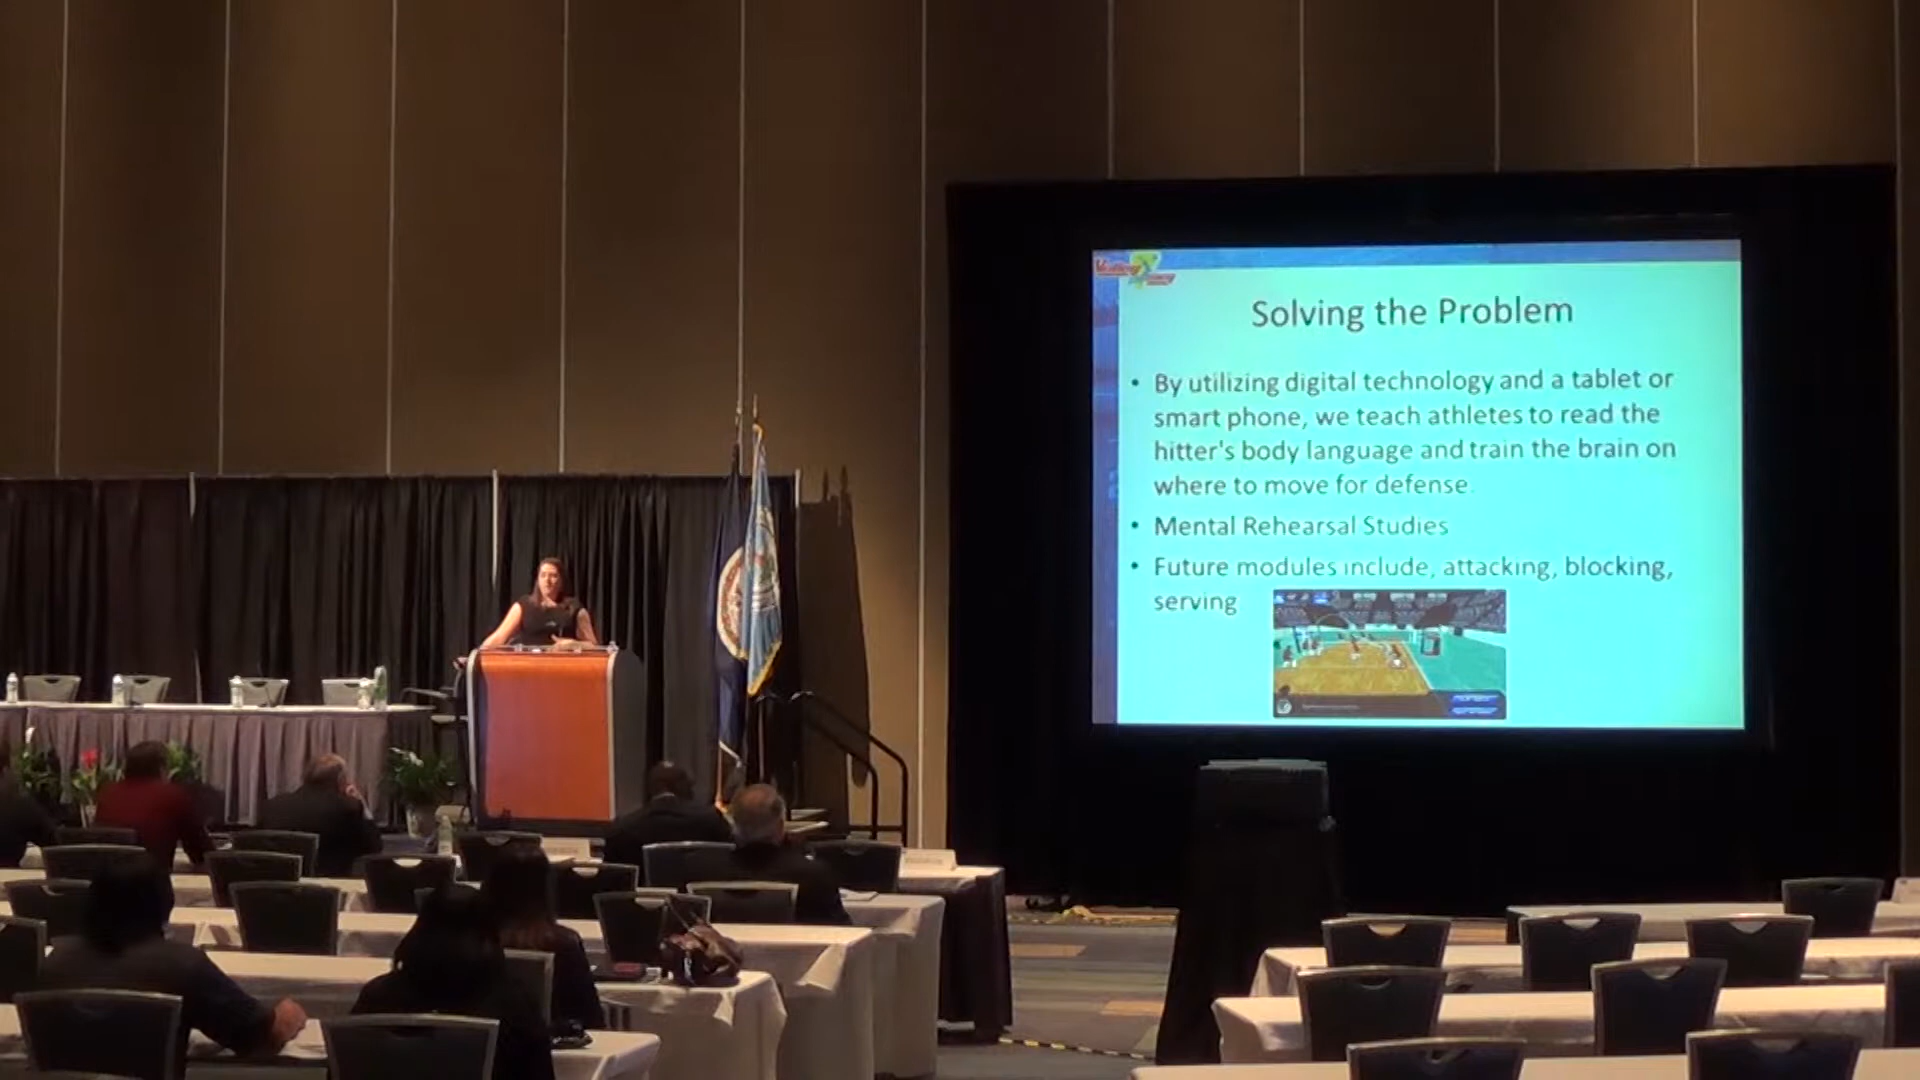 Solving the Problem
• By utilizing digital technology and a tablet or
smart phone, we teach athletes to read the
hitter's body language and train the brain on
where to move for defense.
• Mental Rehearsal Studies
• Future modules include, attacking, blocking,
serving